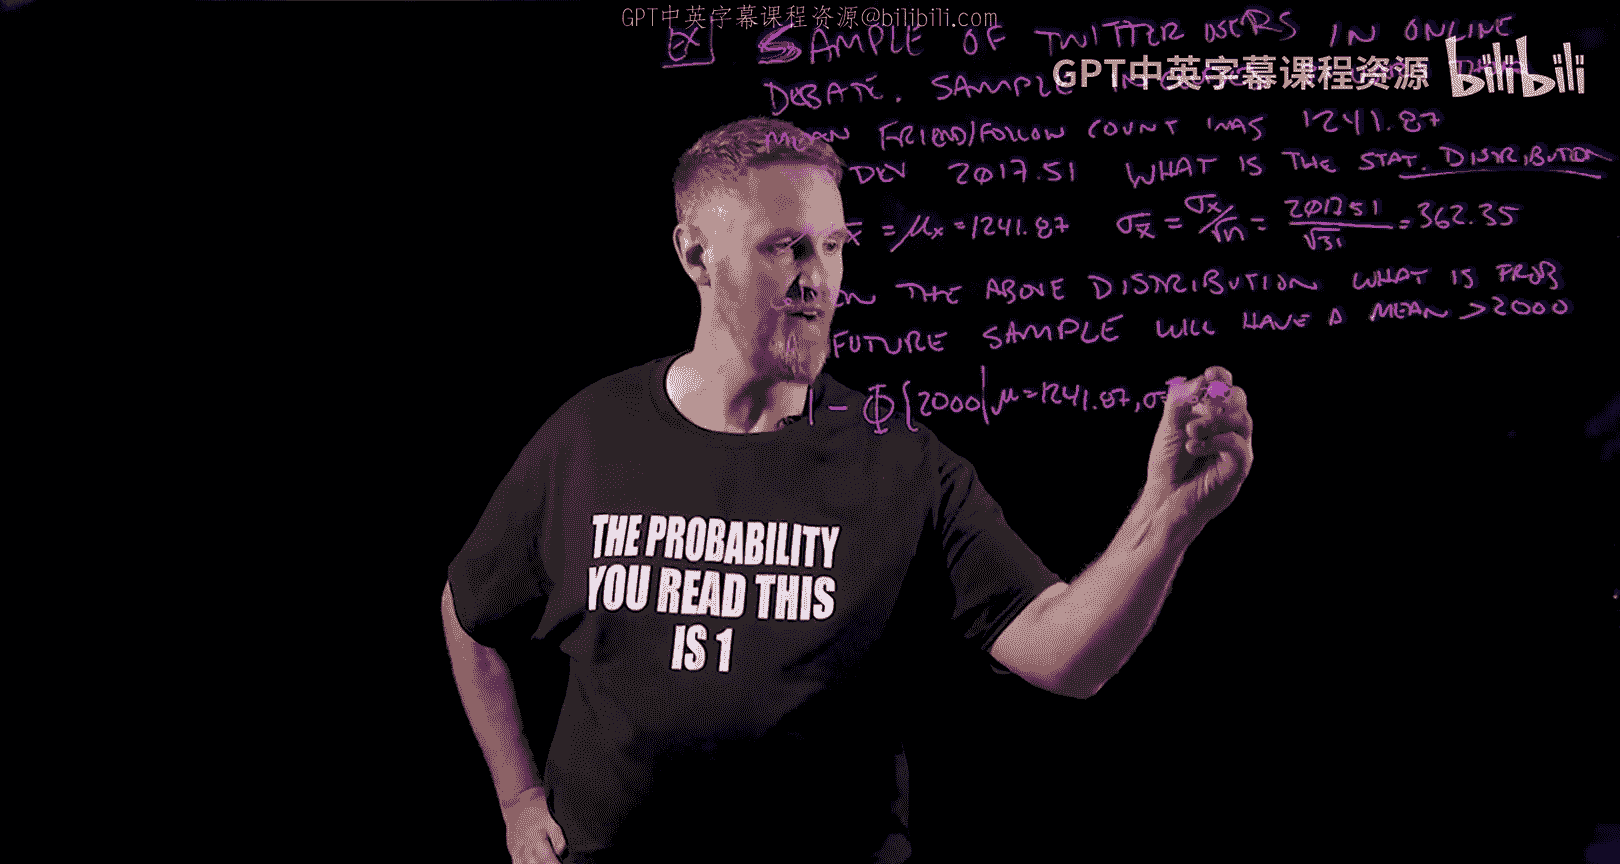 GPT中英字幕课程资源@bilibili.com
EX SAMPLE OF TWITTER USERS IN ONLINE
GPT中英字幕课程资源 bilibili
DEBATE. SAMPLE
MEAN FRIEND/FOLLOW COUNT WAS 1241.87
DEV 2017.51 WHAT IS THE STAT. DISTRIBUTION
x̄ = μx = 1241.87 σx̄ = σx/√n = 2017.51/√31 = 362.35
THE ABOVE DISTRIBUTION WHAT IS PROB
FUTURE SAMPLE WILL HAVE A MEAN >2000
1 - Φ(2000|μ=1241.87, σ=
THE PROBABILITY
YOU READ THIS
IS 1